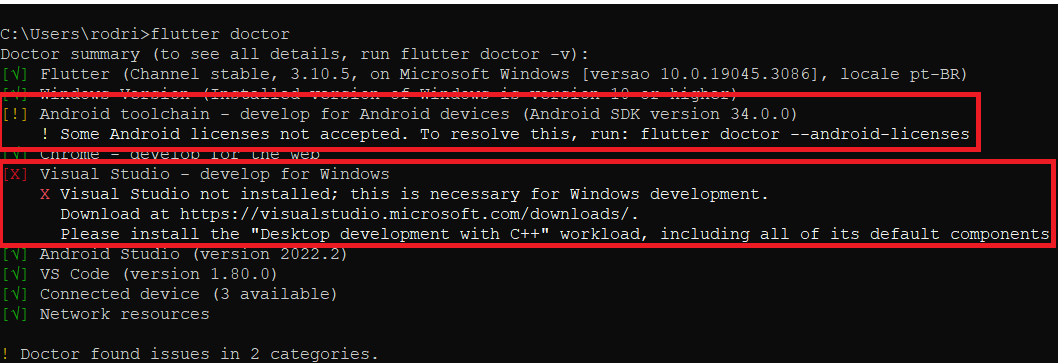 C:\Users\rodri>flutter doctor
Doctor summary (to see all details, run flutter doctor -v):
[√] Flutter (Channel stable, 3.10.5, on Microsoft Windows [versao 10.0.19045.3086], locale pt-BR)
[√] Windows Version (Installed version of Windows is version 10 or higher)
[!] Android toolchain - develop for Android devices (Android SDK version 34.0.0)
! Some Android licenses not accepted. To resolve this, run: flutter doctor --android-licenses
[√] Chrome - develop for the web
[X] Visual Studio - develop for Windows
X Visual Studio not installed; this is necessary for Windows development.
Download at https://visualstudio.microsoft.com/downloads/.
Please install the "Desktop development with C++" workload, including all of its default components
[√] Android Studio (version 2022.2)
[√] VS Code (version 1.80.0)
[√] Connected device (3 available)
[√] Network resources
! Doctor found issues in 2 categories.